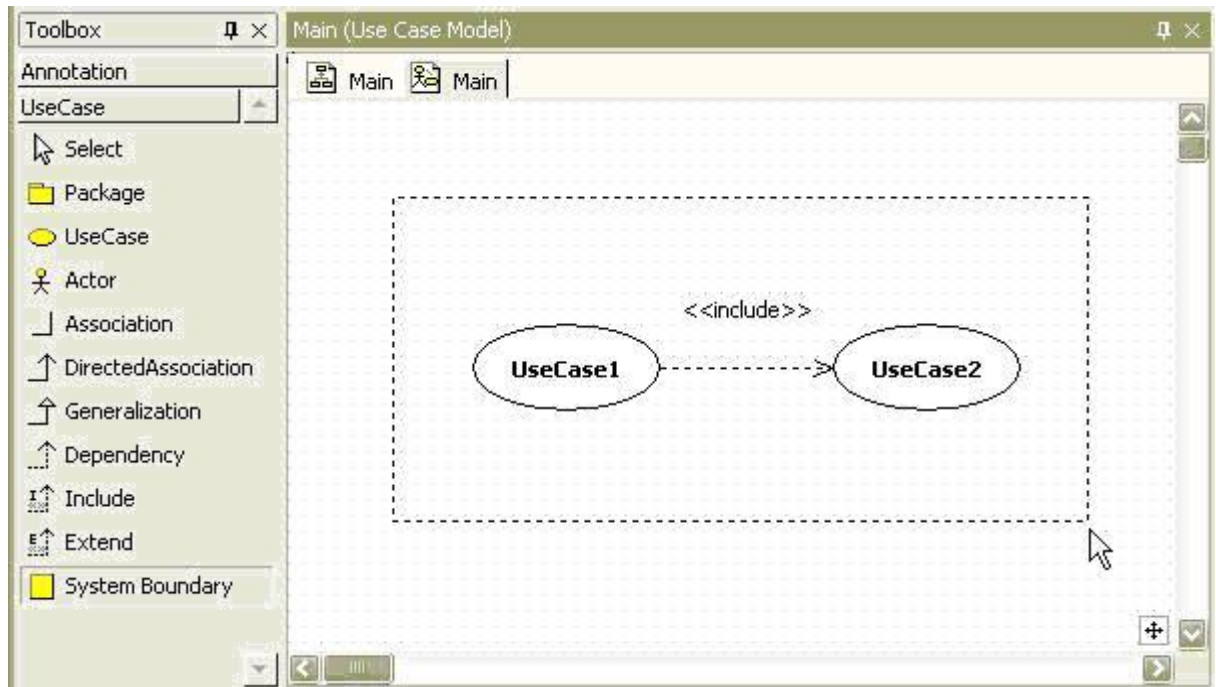 Toolbox
Annotation
UseCase
Select
Package
UseCase
Actor
Association
DirectedAssociation
Generalization
Dependency
Include
Extend
System Boundary
Main (Use Case Model)
Main Main
<<include>>
UseCase1 UseCase2